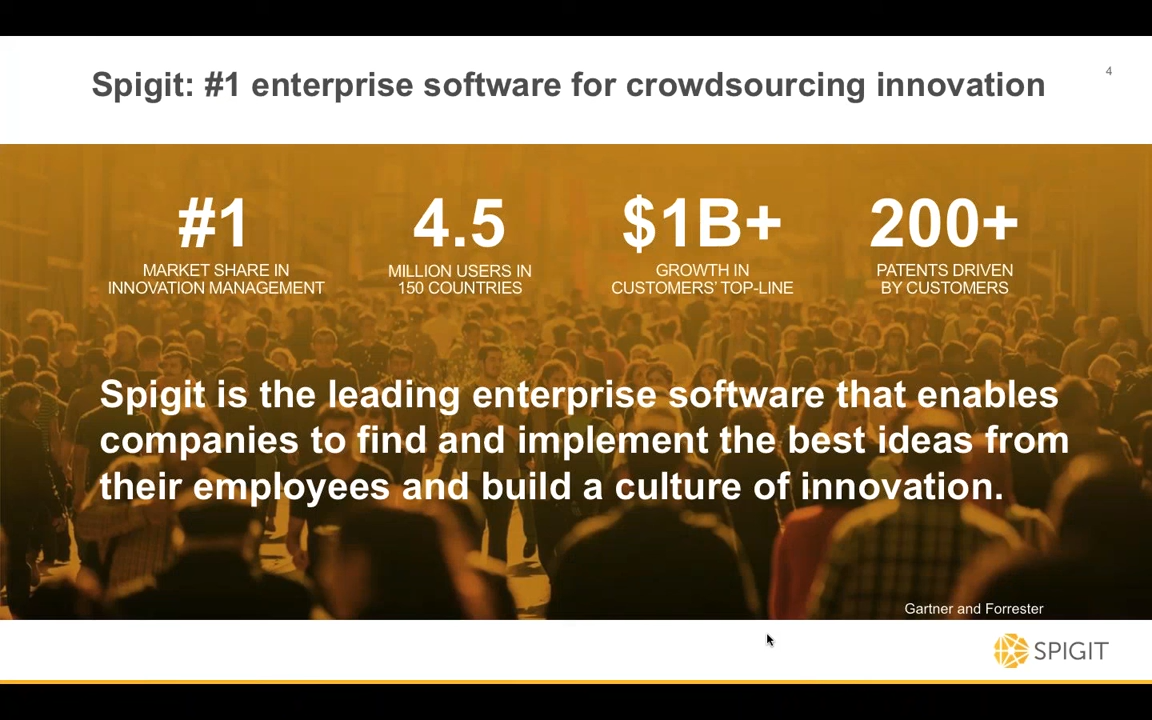 Spigit: #1 enterprise software for crowdsourcing innovation
4
#1
MARKET SHARE IN
INNOVATION MANAGEMENT
4.5
MILLION USERS IN
150 COUNTRIES
$1B+
GROWTH IN
CUSTOMERS' TOP-LINE
200+
PATENTS DRIVEN
BY CUSTOMERS
Spigit is the leading enterprise software that enables
companies to find and implement the best ideas from
their employees and build a culture of innovation.
Gartner and Forrester
SPIGIT